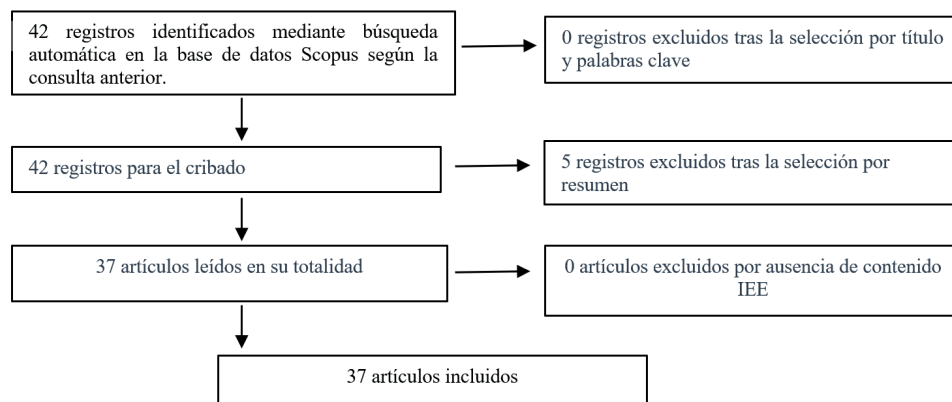 42 registros identificados mediante búsqueda
automática en la base de datos Scopus según la
consulta anterior.
0 registros excluidos tras la selección por título
y palabras clave
42 registros para el cribado
5 registros excluidos tras la selección por
resumen
37 artículos leídos en su totalidad
0 artículos excluidos por ausencia de contenido
IEE
37 artículos incluidos